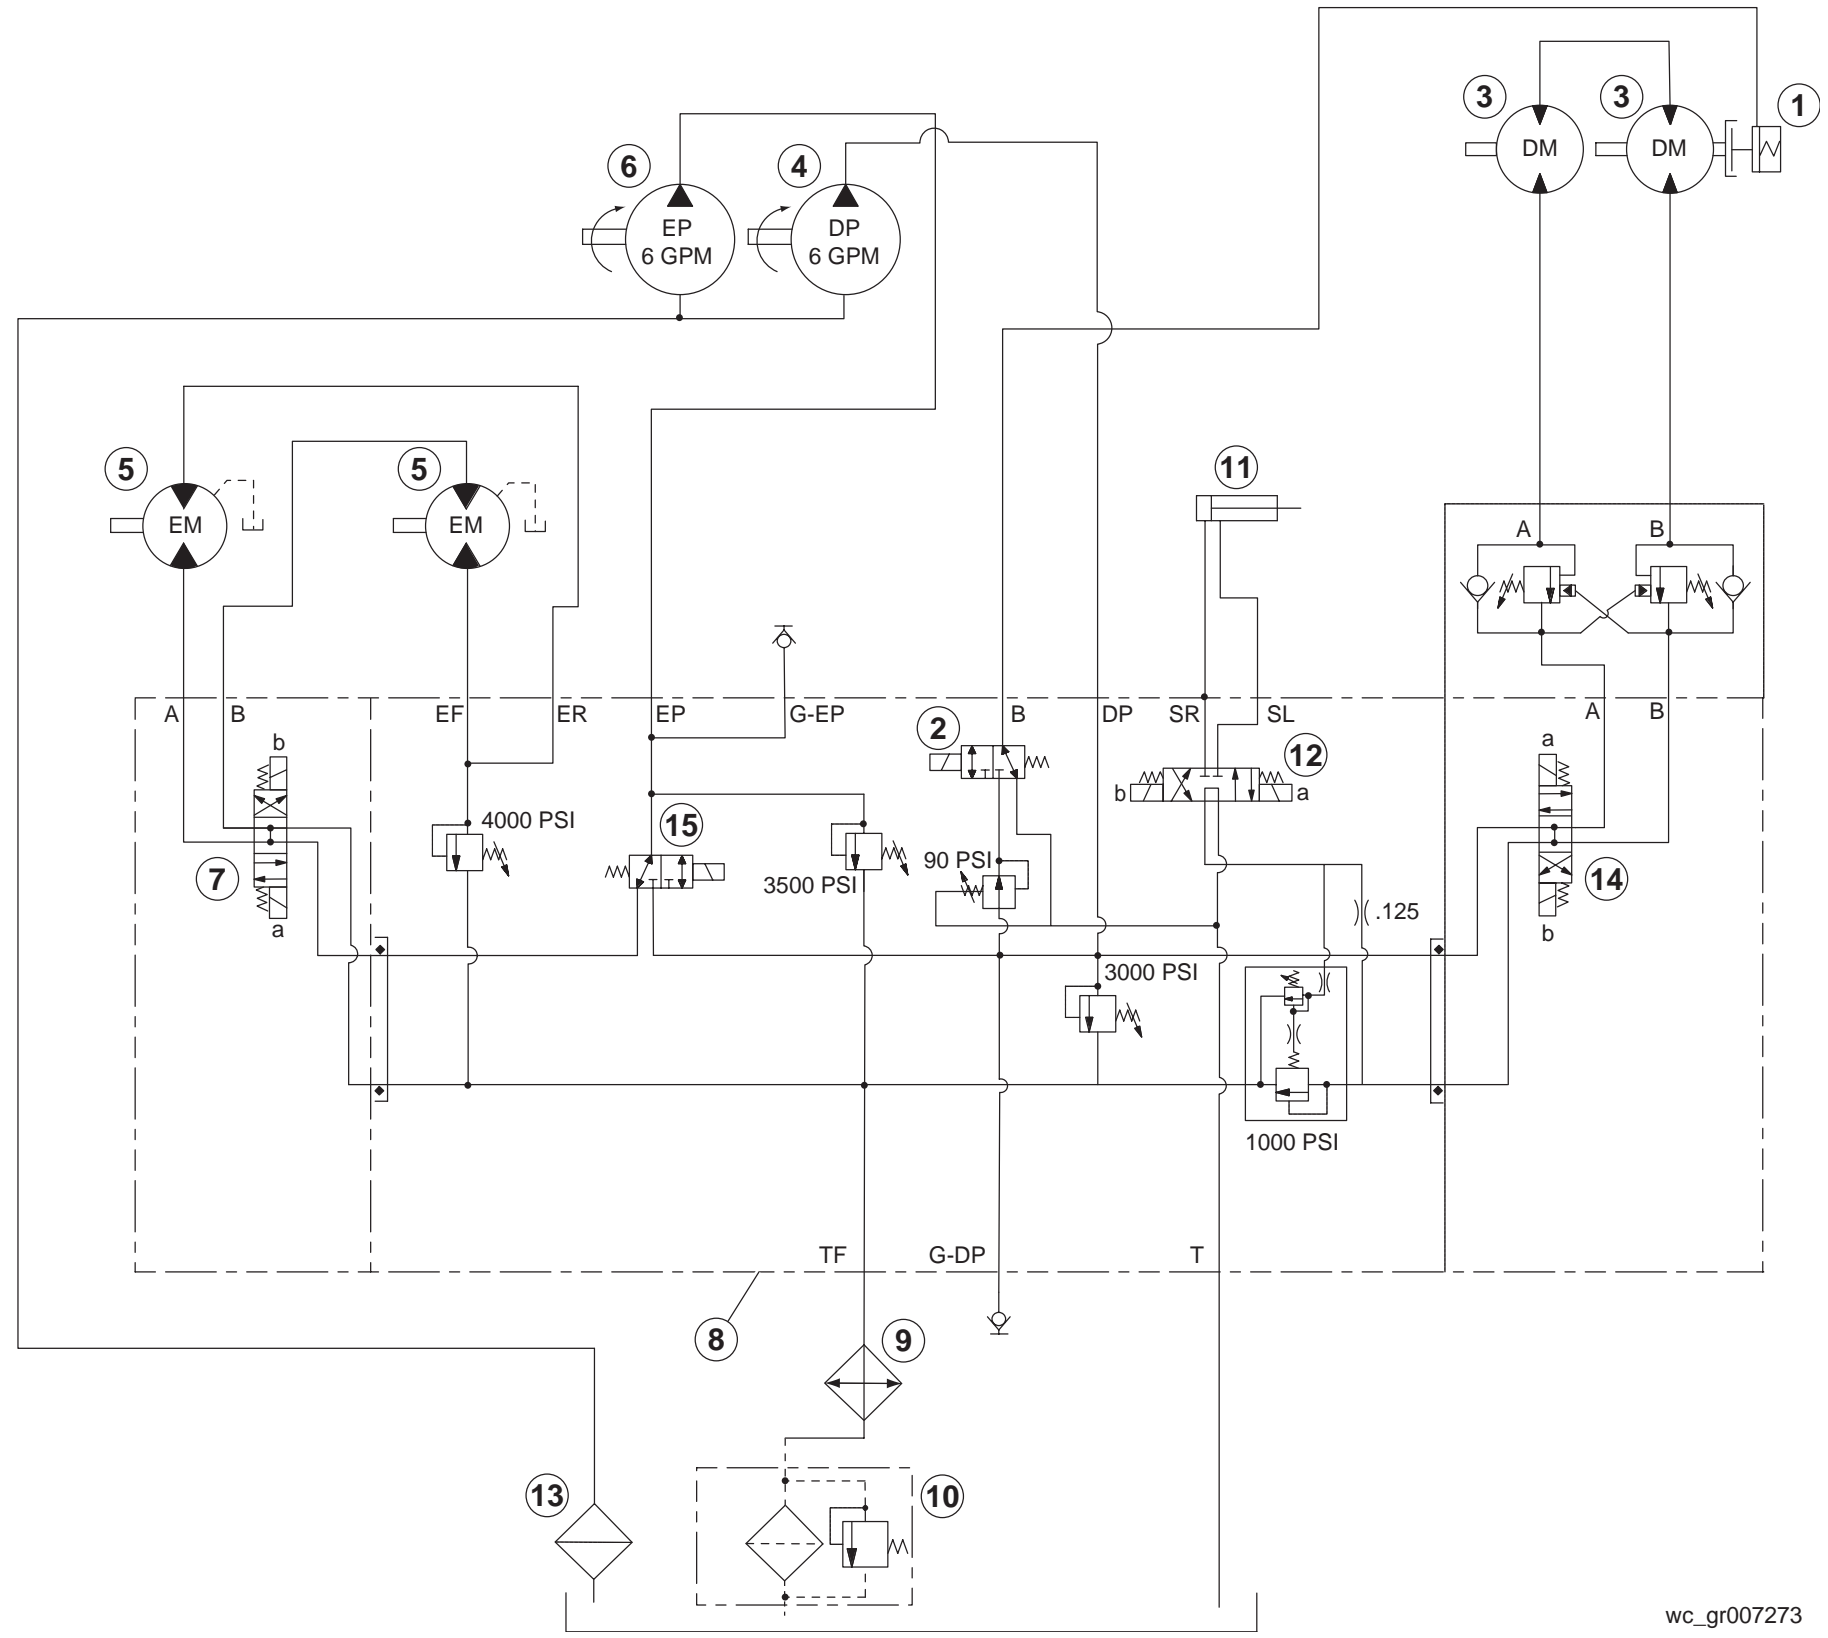 3
3
1
DM
DM
6
4
EP
6 GPM
DP
6 GPM
5
5
11
EM
EM
A
B
A
B
EF
ER
EP
G-EP
B
DP
SR
SL
A
B
2
12
b
a
b
a
4000 PSI
15
3500 PSI
90 PSI
7
14
.125
a
b
3000 PSI
1000 PSI
TF
G-DP
T
8
9
13
10
wc_gr007273